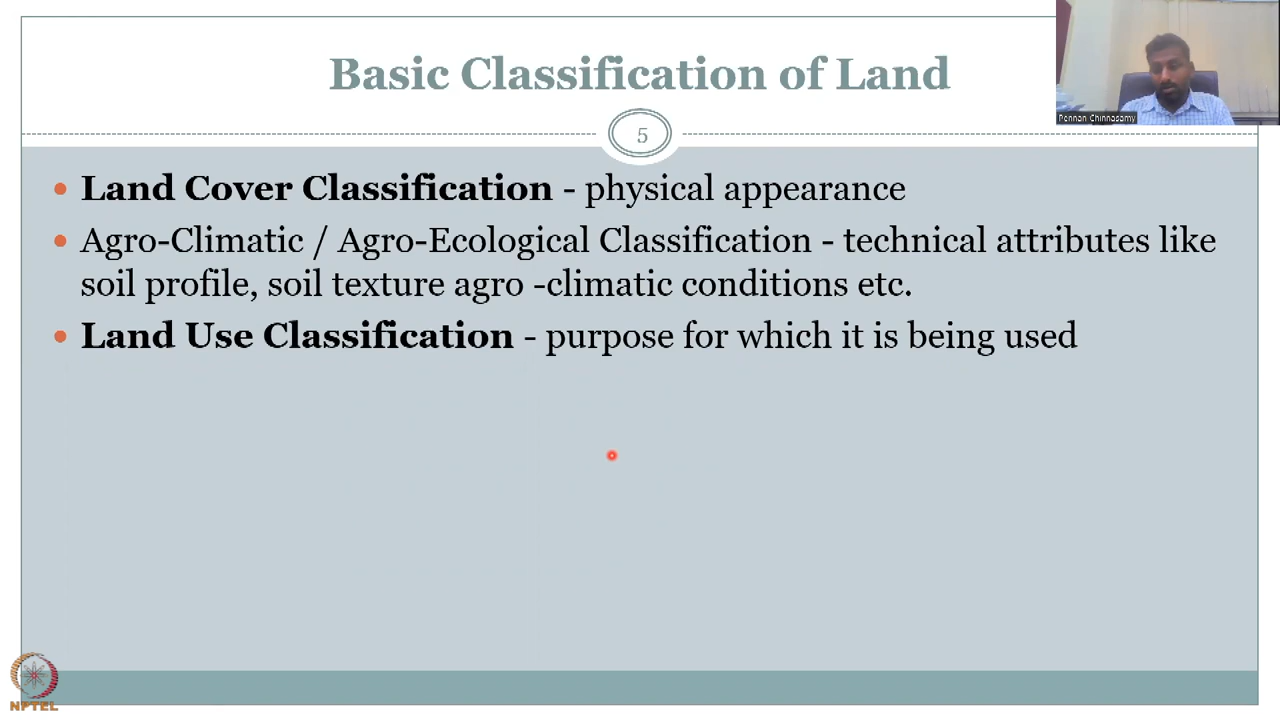 Basic Classification of Land
Pennan Chinnasamy
5
• Land Cover Classification - physical appearance
• Agro-Climatic / Agro-Ecological Classification - technical attributes like
soil profile, soil texture agro -climatic conditions etc.
• Land Use Classification - purpose for which it is being used
NPTEL